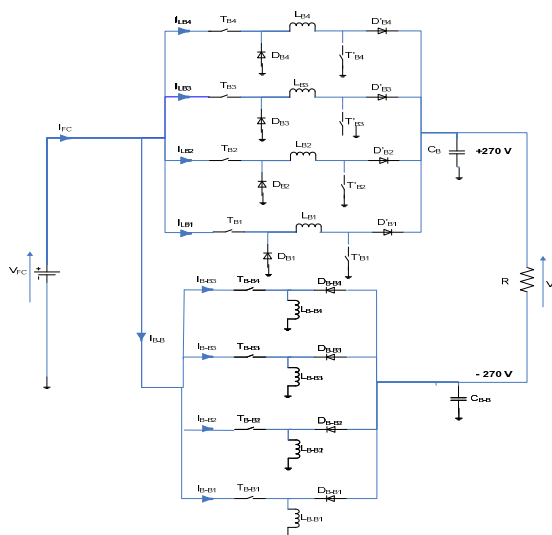 ILB4 TB4 LB4 D'B4
DB4 T'B4
ILB3 TB3 LB3 D'B3
DB3 T'B3
IFC
ILB2 TB2 LB2 D'B2
CB +270 V
DB2 T'B2
ILB1 TB1 LB1 D'B1
DB1 T'B1
VFC + -
R V
IB-B3 TB-B4 DB-B4
LB-B4
IB-B
IB-B3 TB-B3
LB-B3
- 270 V
CB-B
IB-B2 TB-B2 DB-B2
LB-B2
IB-B1 TB-B1 DB-B1
LB-B1